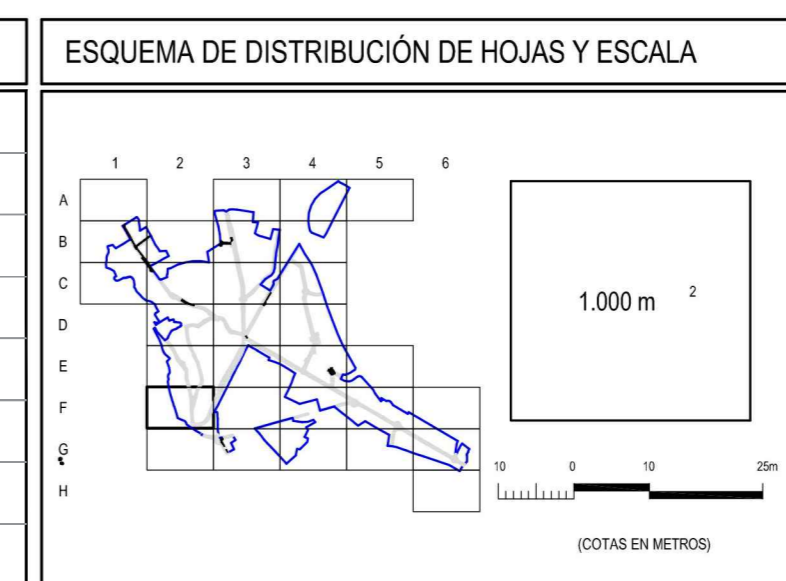 ESQUEMA DE DISTRIBUCIÓN DE HOJAS Y ESCALA
1 2 3 4 5 6
A
B
C
D
E
F
G
H
1.000 m 2
10 0 10 25m
(COTAS EN METROS)